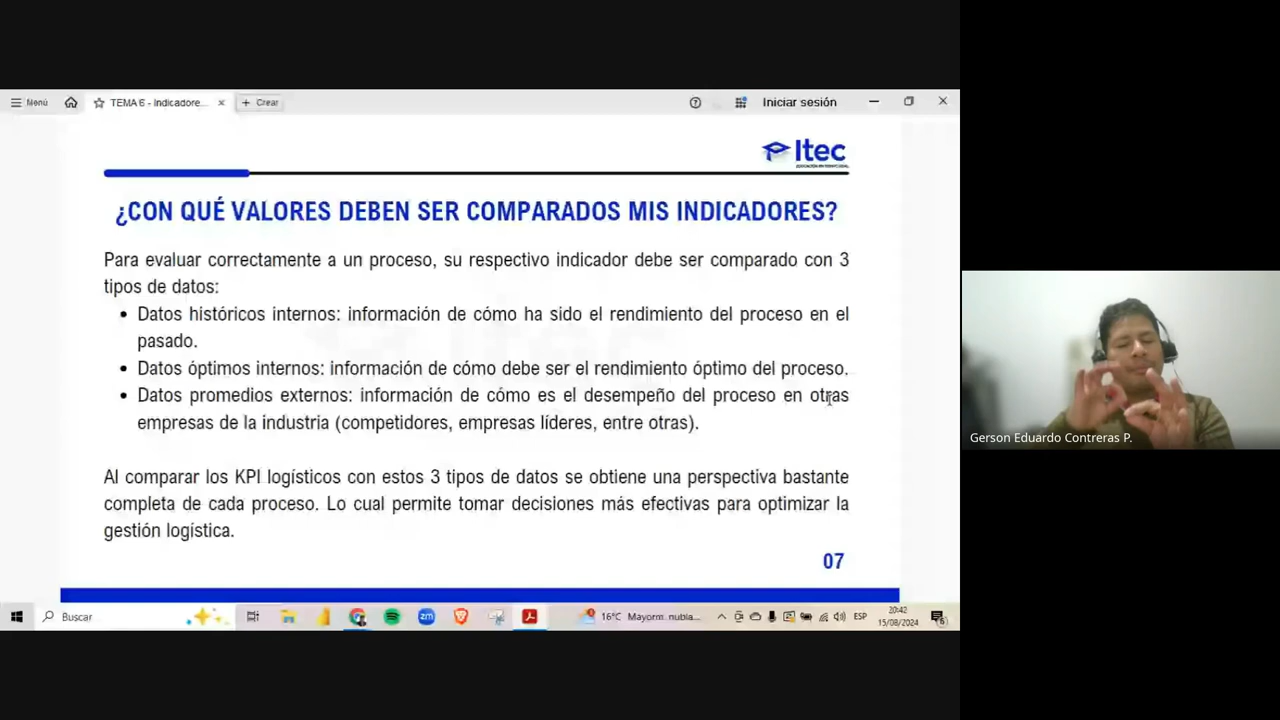 Menú
TEMA 6 - Indicadore...
Crear
Iniciar sesión
Itec
¿CON QUÉ VALORES DEBEN SER COMPARADOS MIS INDICADORES?
Para evaluar correctamente a un proceso, su respectivo indicador debe ser comparado con 3
tipos de datos:
• Datos históricos internos: información de cómo ha sido el rendimiento del proceso en el
pasado.
• Datos óptimos internos: información de cómo debe ser el rendimiento óptimo del proceso.
• Datos promedios externos: información de cómo es el desempeño del proceso en otras
empresas de la industria (competidores, empresas líderes, entre otras).
Al comparar los KPI logísticos con estos 3 tipos de datos se obtiene una perspectiva bastante
completa de cada proceso. Lo cual permite tomar decisiones más efectivas para optimizar la
gestión logística.
07
Gerson Eduardo Contreras P.
Buscar
zm
16°C Mayorm. nubla...
ESP
20:42
15/08/2024